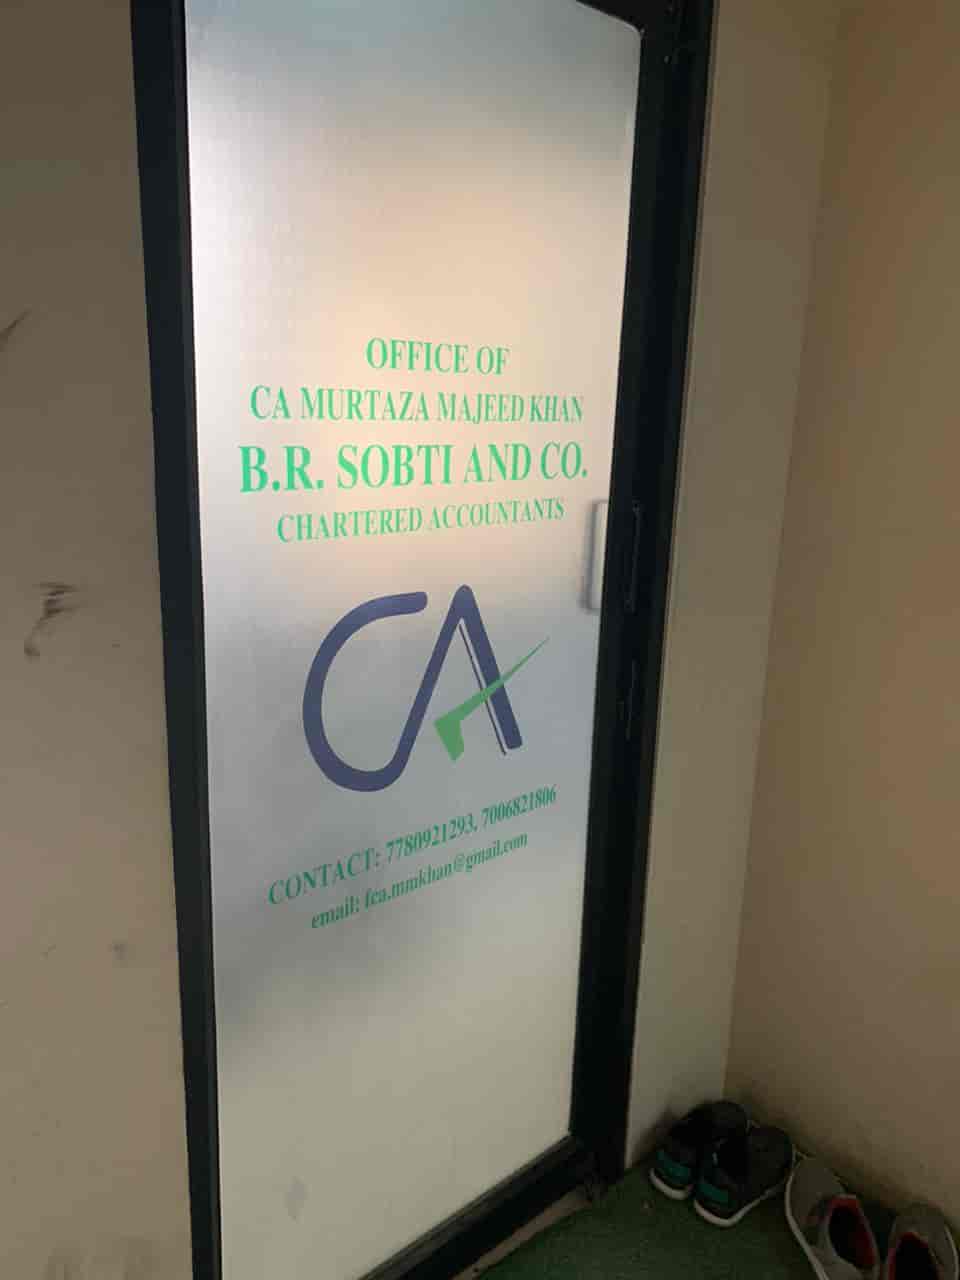 OFFICE OF
CA MURTAZA MAJEED KHAN
B.R. SOBTI AND CO.
CHARTERED ACCOUNTANTS
CA
CONTACT: 7780921293, 7006821806
email: fca.mmkhan@gmail.com